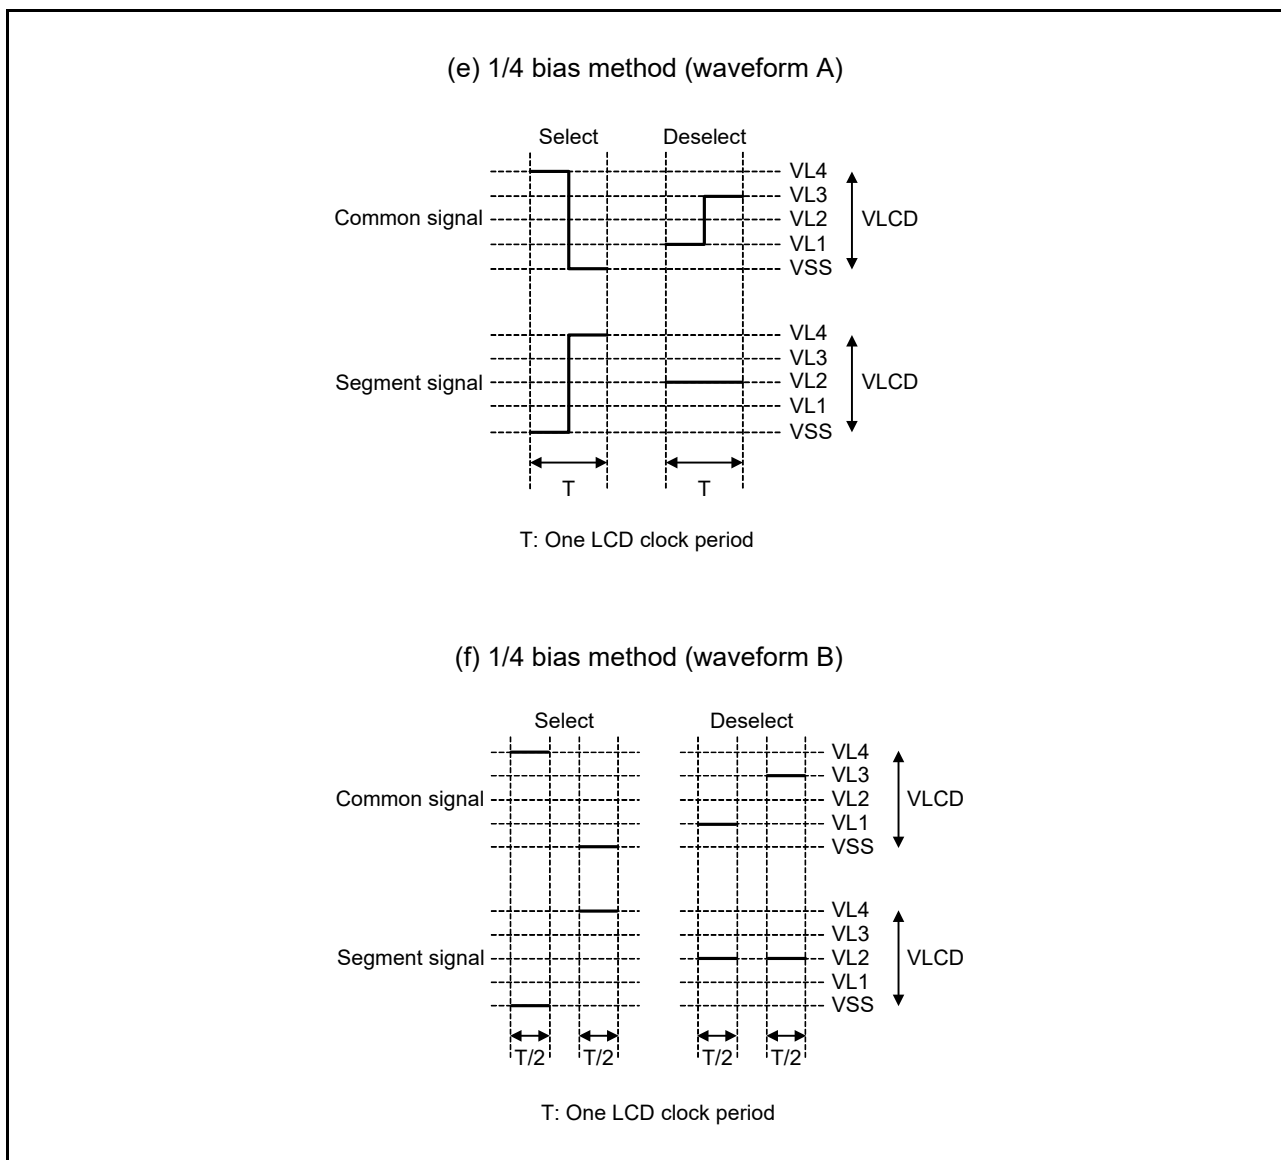 (e) 1/4 bias method (waveform A)
Select Deselect
VL4
VL3
Common signal VL2 VLCD
VL1
VSS
VL4
VL3
Segment signal VL2 VLCD
VL1
VSS
T T
T: One LCD clock period
(f) 1/4 bias method (waveform B)
Select Deselect
VL4
VL3
Common signal VL2 VLCD
VL1
VSS
VL4
VL3
Segment signal VL2 VLCD
VL1
VSS
T/2 T/2 T/2 T/2
T: One LCD clock period